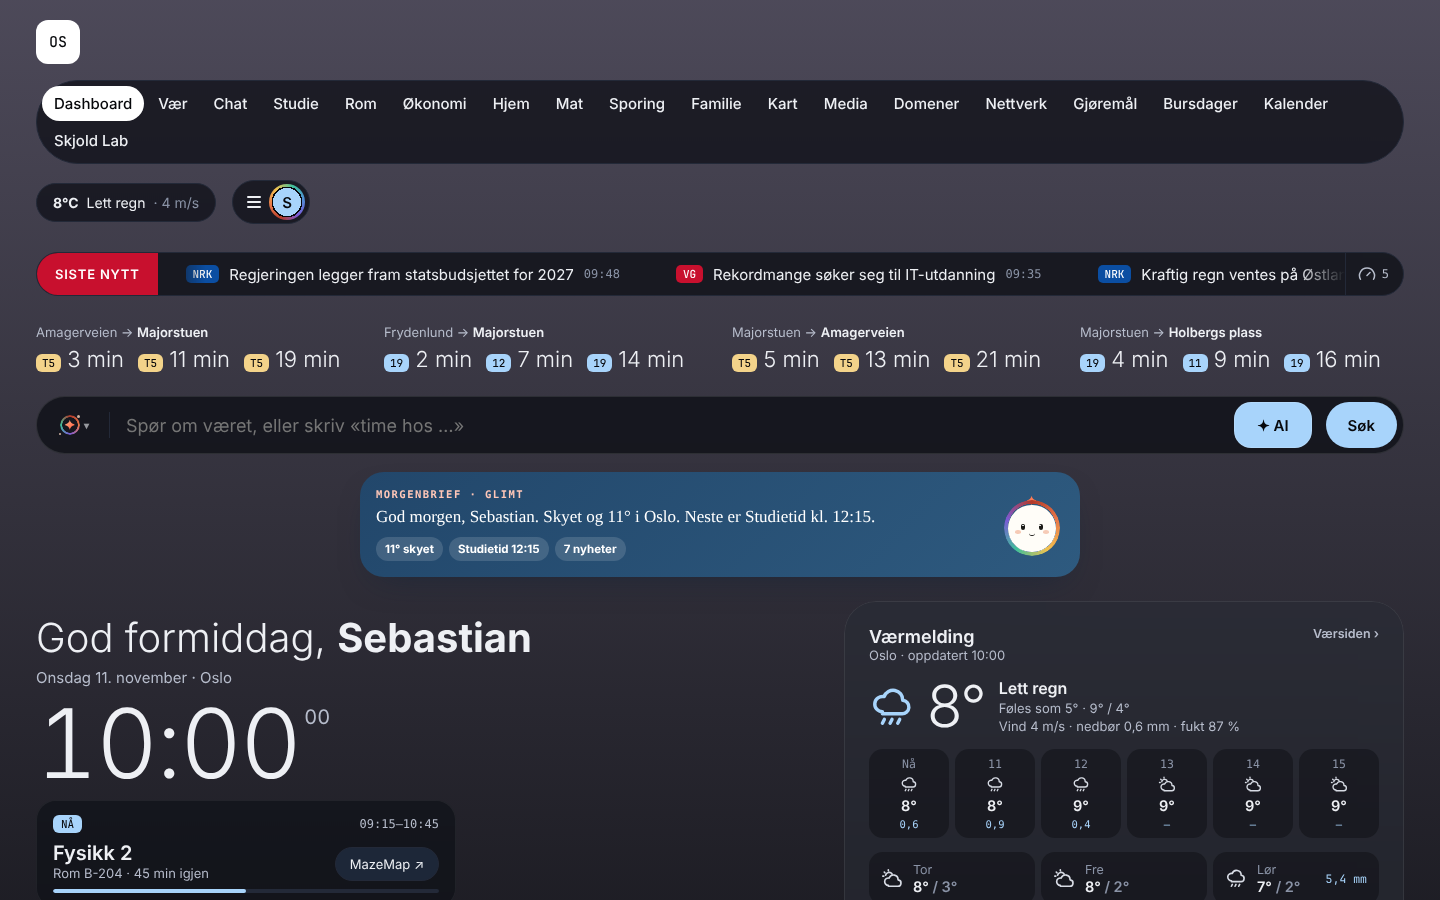 OS
Dashboard Vær Chat Studie Rom Økonomi Hjem Mat Sporing Familie Kart Media Domener Nettverk Gjøremål Bursdager Kalender
Skjold Lab
8°C Lett regn · 4 m/s
S
SISTE NYTT NRK Regjeringen legger fram statsbudsjettet for 2027 09:48 VG Rekordmange søker seg til IT-utdanning 09:35 NRK Kraftig regn ventes på Østlan 5
Amagerveien → Majorstuen
T5 3 min T5 11 min T5 19 min
Frydenlund → Majorstuen
19 2 min 12 7 min 19 14 min
Majorstuen → Amagerveien
T5 5 min T5 13 min T5 21 min
Majorstuen → Holbergs plass
19 4 min 11 9 min 19 16 min
Spør om været, eller skriv «time hos ...»
✦ AI
Søk
MORGENBRIEF · GLIMT
God morgen, Sebastian. Skyet og 11° i Oslo. Neste er Studietid kl. 12:15.
11° skyet Studietid 12:15 7 nyheter
God formiddag, Sebastian
Onsdag 11. november · Oslo
10:00 00
NÅ 09:15–10:45
Fysikk 2
Rom B-204 · 45 min igjen
MazeMap ↗
Værmelding
Værsiden ›
Oslo · oppdatert 10:00
8°
Lett regn
Føles som 5° · 9° / 4°
Vind 4 m/s · nedbør 0,6 mm · fukt 87 %
Nå 11 12 13 14 15
8° 8° 9° 9° 9° 9°
0,6 0,9 0,4 – – –
Tor
8° / 3°
Fre
8° / 2°
Lør
7° / 2°
5,4 mm